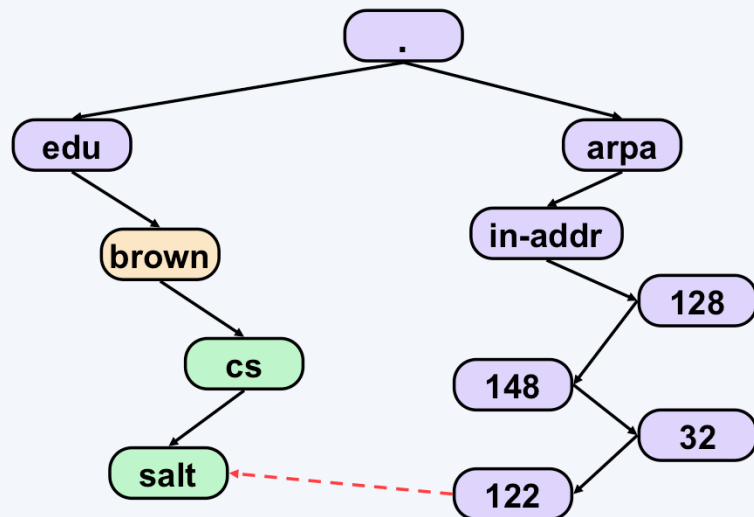 .
edu
arpa
in-addr
brown
128
cs
148
32
salt
122